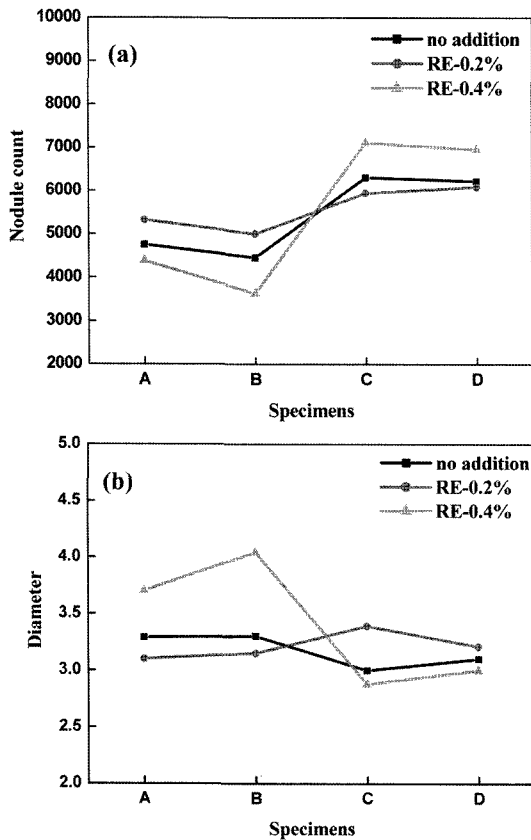 10000
(a)
no addition
9000
RE-0.2%
8000
RE-0.4%
7000
6000
5000
4000
3000
2000
Nodule count
A B C D
Specimens
5.0
(b)
no addition
4.5
RE-0.2%
RE-0.4%
4.0
3.5
3.0
2.5
2.0
Diameter
A B C D
Specimens